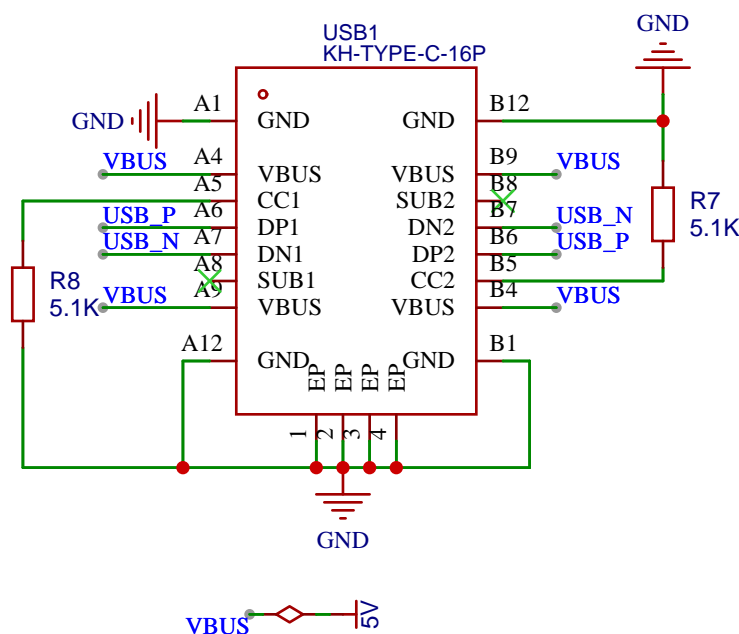 USB1
KH-TYPE-C-16P
GND
A1
GND
GND
B12
GND
VBUS
A4
VBUS
VBUS
B9
VBUS
A5
CC1
SUB2
B8
USB_P
A6
DP1
DN2
B7
USB_N
USB_N
A7
DN1
DP2
B6
USB_P
A8
SUB1
CC2
B5
VBUS
A9
VBUS
VBUS
B4
VBUS
R8
5.1K
R7
5.1K
A12
GND
GND
B1
EP
EP
EP
EP
1
2
3
4
GND
VBUS
5V